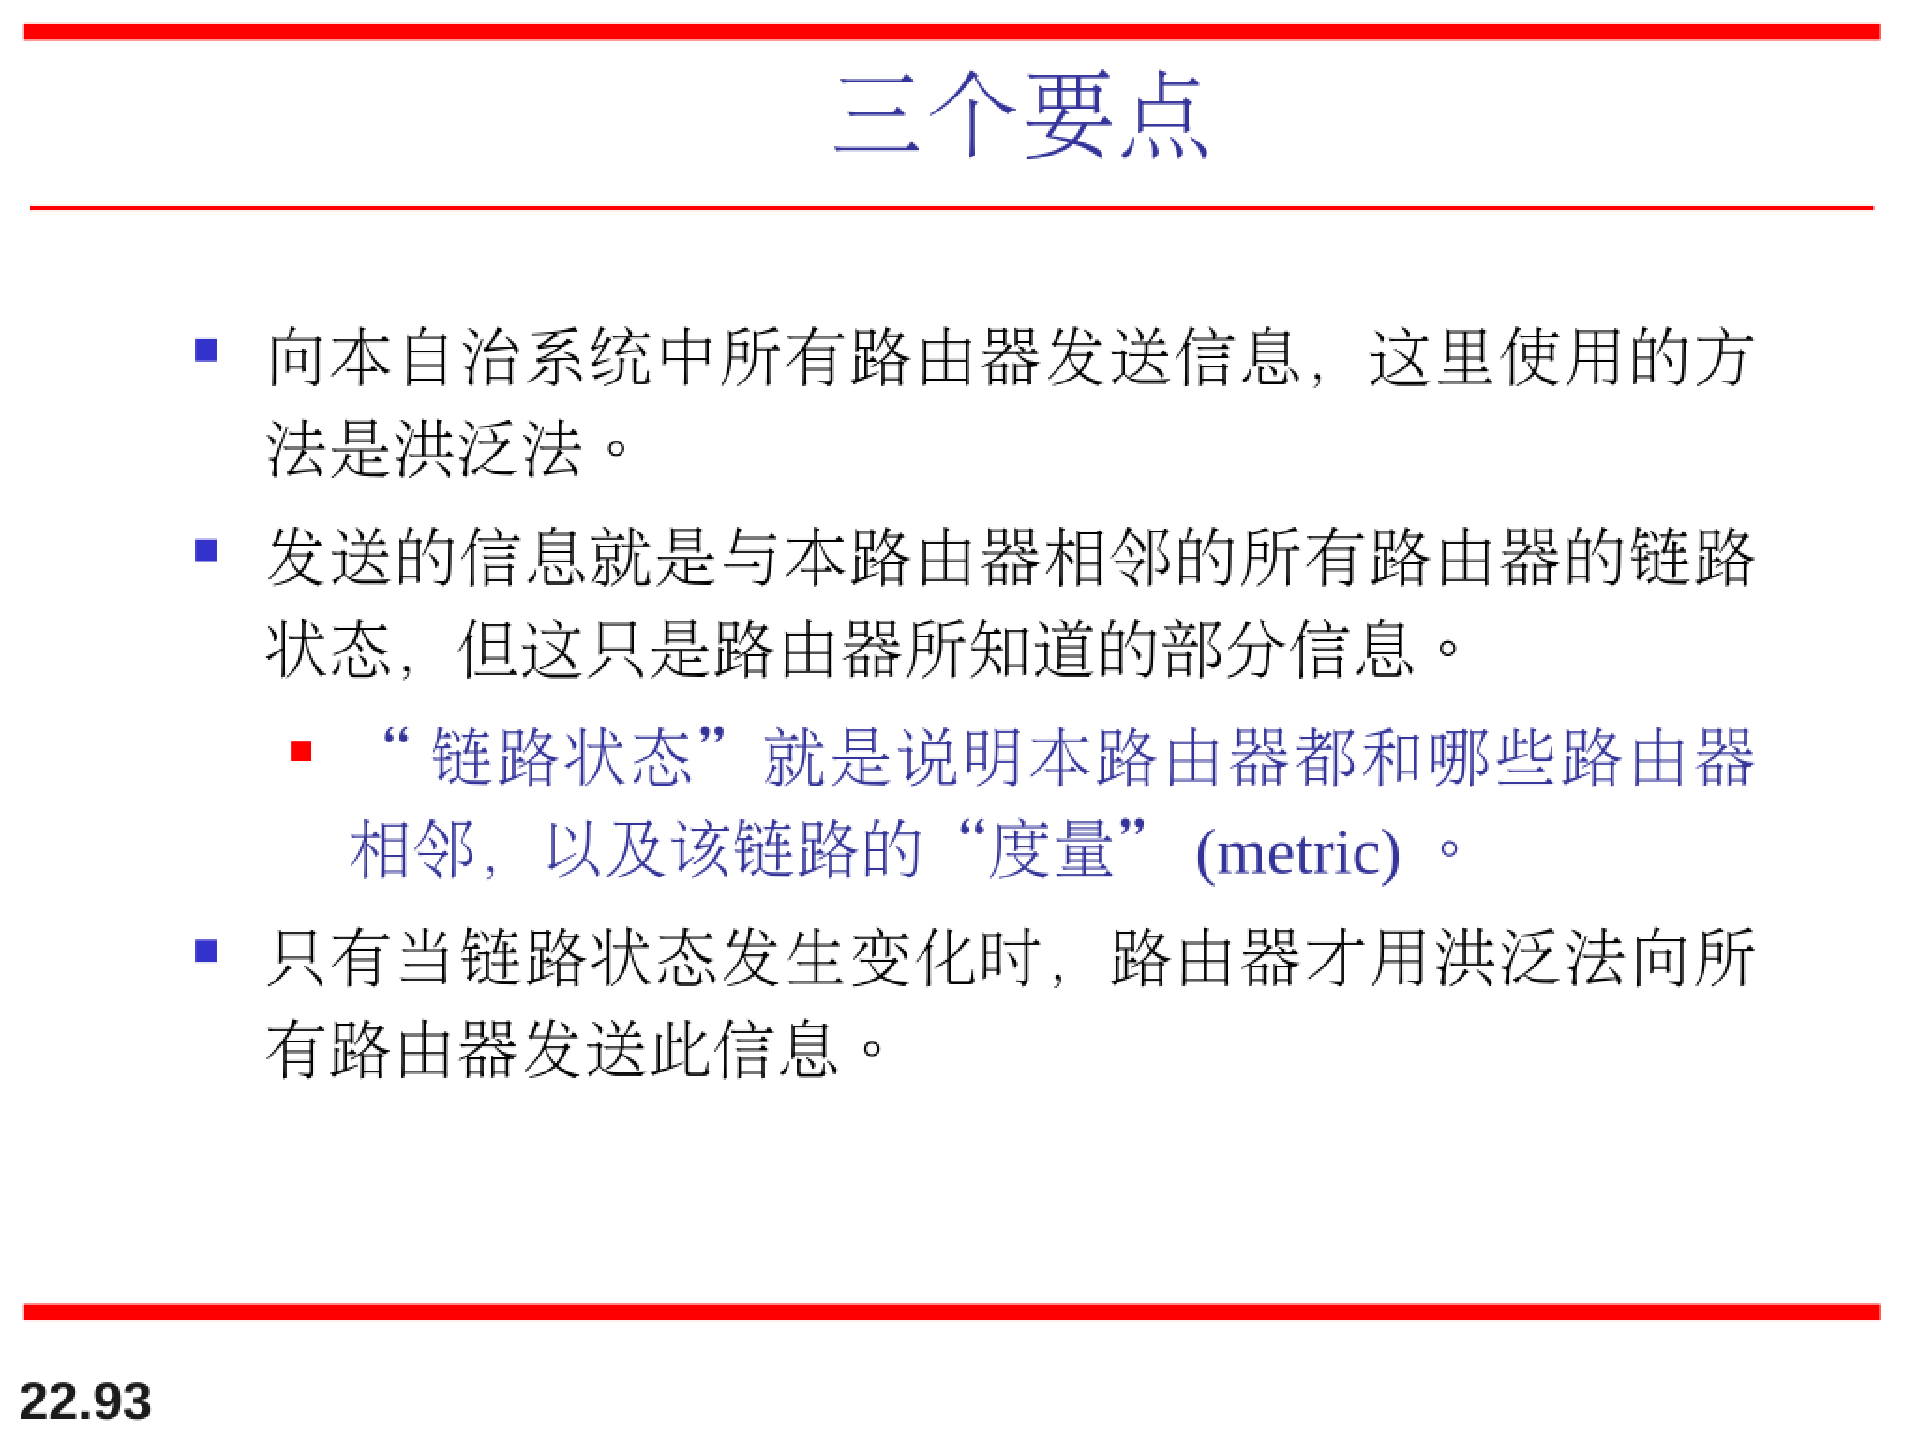 三个要点
向本自治系统中所有路由器发送信息，这里使用的方
法是洪泛法。
发送的信息就是与本路由器相邻的所有路由器的链路
状态，但这只是路由器所知道的部分信息。
“链路状态”就是说明本路由器都和哪些路由器
相邻，以及该链路的“度量” (metric) 。
只有当链路状态发生变化时，路由器才用洪泛法向所
有路由器发送此信息。
22.93